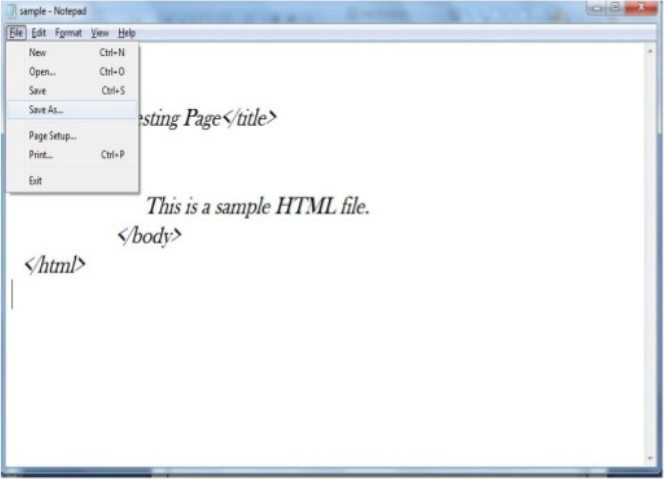 sample - Notepad
File Edit Format View Help
New Ctrl+N
Open... Ctrl+O
Save Ctrl+S
Save As...
Page Setup...
Print... Ctrl+P
Exit
esting Page</title>
This is a sample HTML file.
</body>
</html>